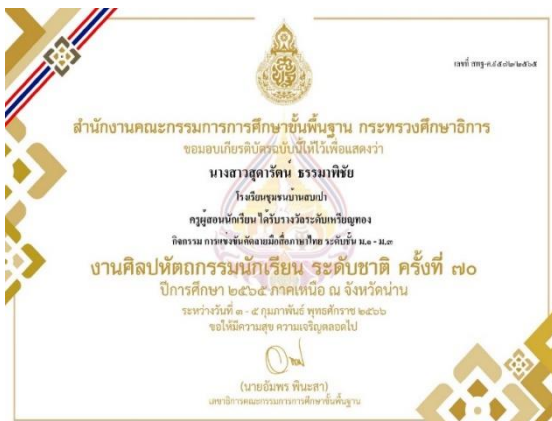 สำนักงานคณะกรรมการการศึกษาขั้นพื้นฐาน กระทรวงศึกษาธิการ
ขอมอบเกียรติบัตรฉบับนี้ให้ไว้เพื่อแสดงว่า
นางสาวสุดารัตน์ ธรรมาพิชัย
โรงเรียนชุมชนบ้านสบเปา
ครูผู้สอนนักเรียน ได้รับรางวัลระดับเหรียญทอง
กิจกรรม การแข่งขันคัดลายมือสื่อภาษาไทย ระดับชั้น ม.๑ - ม.๓
งานศิลปหัตถกรรมนักเรียน ระดับชาติ ครั้งที่ ๗๐
ปีการศึกษา ๒๕๖๕ ภาคเหนือ ณ จังหวัดน่าน
ระหว่างวันที่ ๓ - ๕ กุมภาพันธ์ พุทธศักราช ๒๕๖๖
ขอให้มีความสุข ความเจริญตลอดไป
(นายอัมพร พินะสา)
เลขาธิการคณะกรรมการการศึกษาขั้นพื้นฐาน